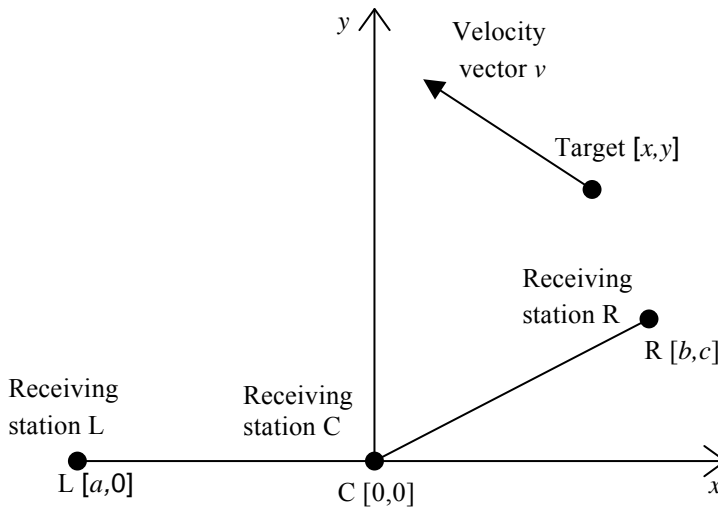 y
Velocity
vector v
Target [x,y]
Receiving
station R
R [b,c]
Receiving
station L
Receiving
station C
L [a,0]
C [0,0]
x